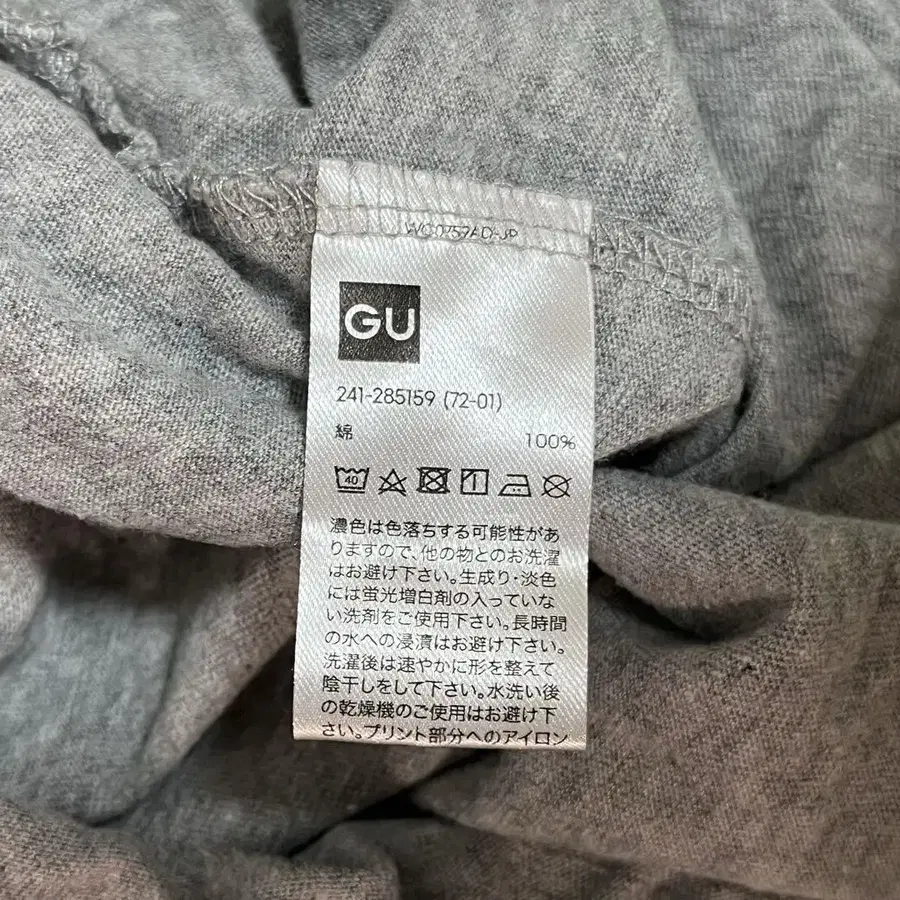 WC0757AD-JP
GU
241-285159 (72-01)
綿 100%
40
濃色は色落ちする可能性があ
りますので、他の物とのお洗濯
はお避け下さい。生成り・淡色
には蛍光増白剤の入っていな
い洗剤をご使用下さい。長時間
の水への浸漬はお避け下さい。
洗濯後は速やかに形を整えて
陰干しをして下さい。水洗い後
の乾燥機のご使用はお避け下
さい。プリント部分へのアイロン